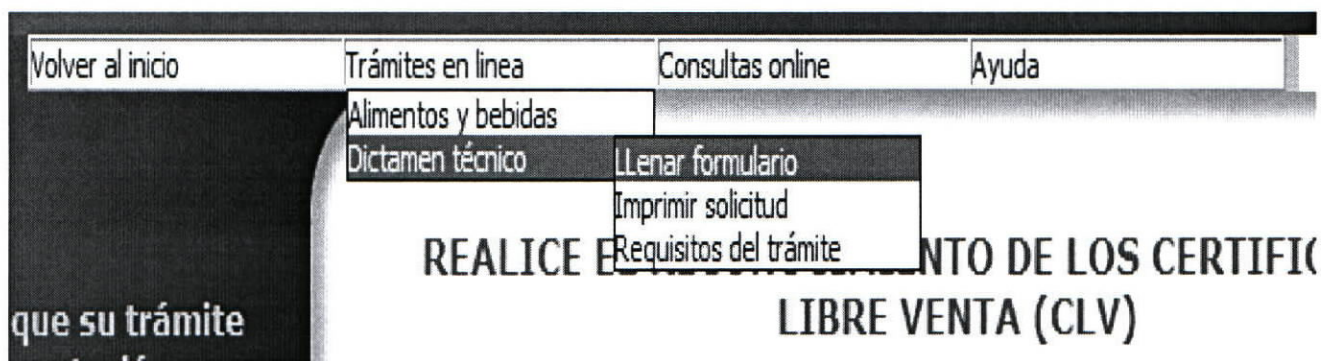 Volver al inicio Trámites en linea Consultas online Ayuda
Alimentos y bebidas
Dictamen técnico LLenar formulario
Imprimir solicitud
Requisitos del trámite
REALICE NTO DE LOS CERTIFI
LIBRE VENTA (CLV)
que su trámite